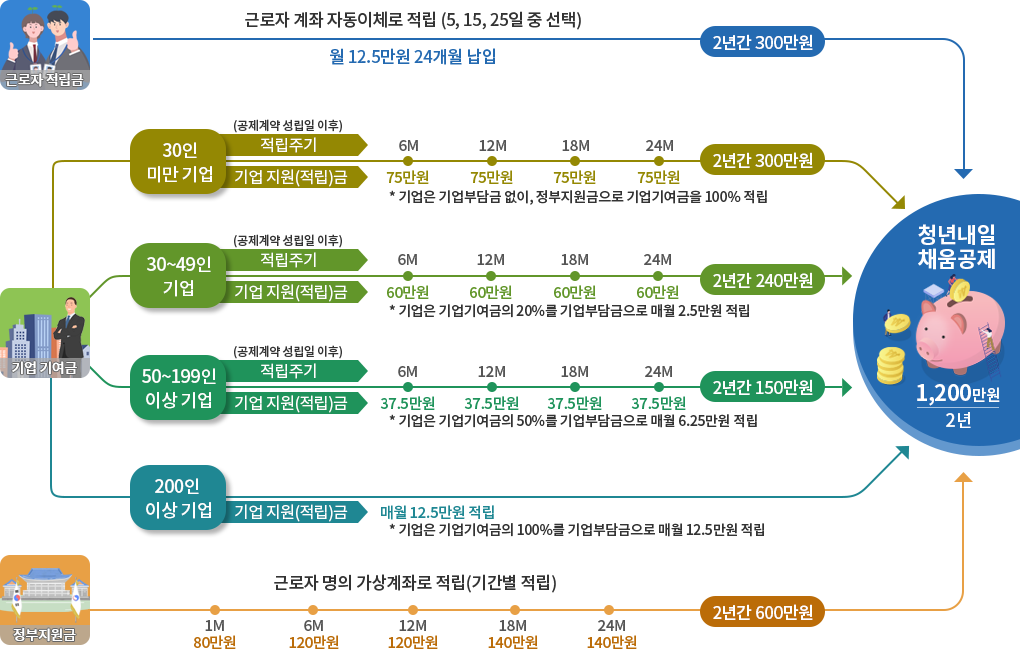 근로자 계좌 자동이체로 적립 (5, 15, 25일 중 선택)
월 12.5만원 24개월 납입
2년간 300만원
근로자 적립금
(공제계약 성립일 이후)
30인
미만 기업
적립주기
기업 지원(적립)금
6M 12M 18M 24M
75만원 75만원 75만원 75만원
2년간 300만원
* 기업은 기업부담금 없이, 정부지원금으로 기업기여금을 100% 적립
(공제계약 성립일 이후)
30~49인
기업
적립주기
기업 지원(적립)금
6M 12M 18M 24M
60만원 60만원 60만원 60만원
2년간 240만원
* 기업은 기업기여금의 20%를 기업부담금으로 매월 2.5만원 적립
기업 기여금
(공제계약 성립일 이후)
50~199인
이상 기업
적립주기
기업 지원(적립)금
6M 12M 18M 24M
37.5만원 37.5만원 37.5만원 37.5만원
2년간 150만원
* 기업은 기업기여금의 50%를 기업부담금으로 매월 6.25만원 적립
200인
이상 기업
기업 지원(적립)금
매월 12.5만원 적립
* 기업은 기업기여금의 100%를 기업부담금으로 매월 12.5만원 적립
청년내일
채움공제
1,200만원
2년
근로자 명의 가상계좌로 적립(기간별 적립)
정부지원금
1M 6M 12M 18M 24M
80만원 120만원 120만원 140만원 140만원
2년간 600만원